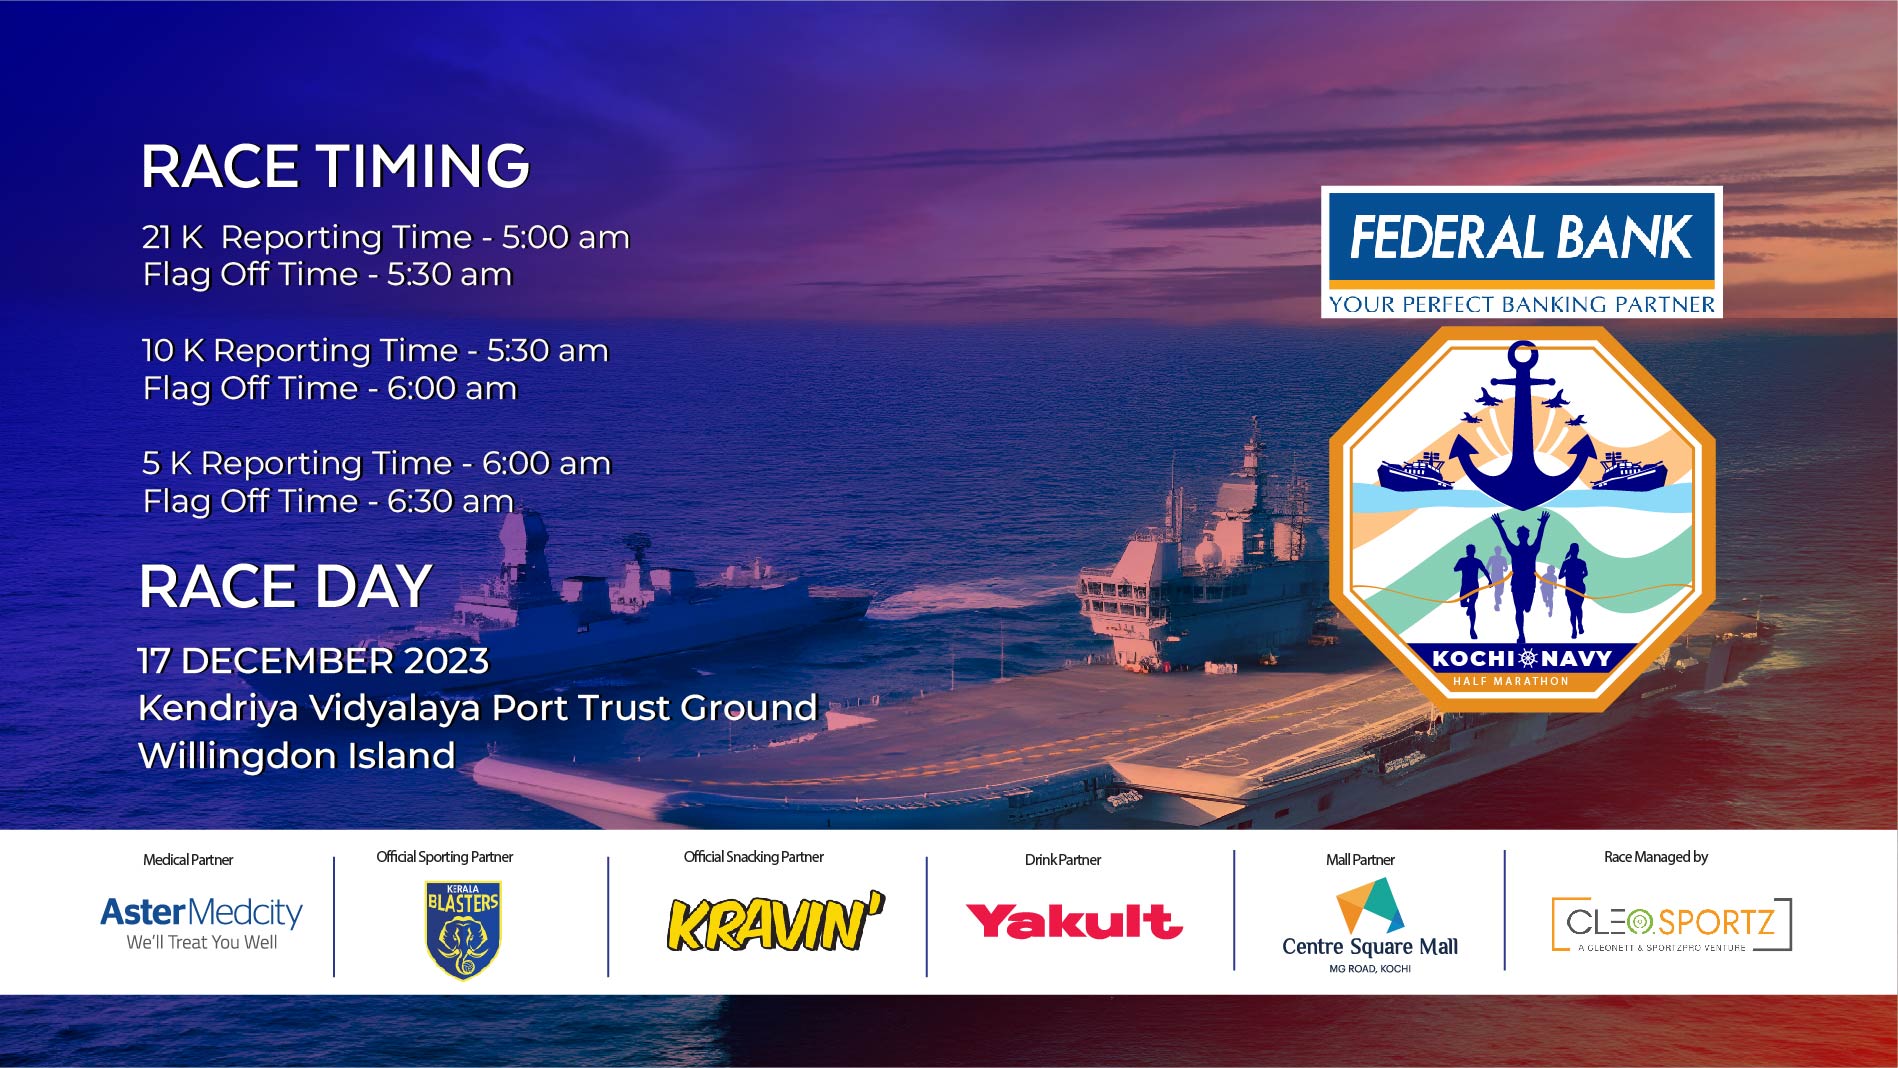 RACE TIMING
21 K  Reporting Time - 5:00 am
Flag Off Time - 5:30 am
10 K Reporting Time - 5:30 am
Flag Off Time - 6:00 am
5 K Reporting Time - 6:00 am
Flag Off Time - 6:30 am
RACE DAY
17 DECEMBER 2023
Kendriya Vidyalaya Port Trust Ground
Willingdon Island
FEDERAL BANK
YOUR PERFECT BANKING PARTNER
KOCHI NAVY
HALF MARATHON
Medical Partner
AsterMedcity
We'll Treat You Well
Official Sporting Partner
KERALA
BLASTERS
Official Snacking Partner
KRAVIN'
Drink Partner
Yakult
Mall Partner
Centre Square Mall
MG ROAD, KOCHI
Race Managed by
CLEO.SPORTZ
A CLEONETT & SPORTZPRO VENTURE